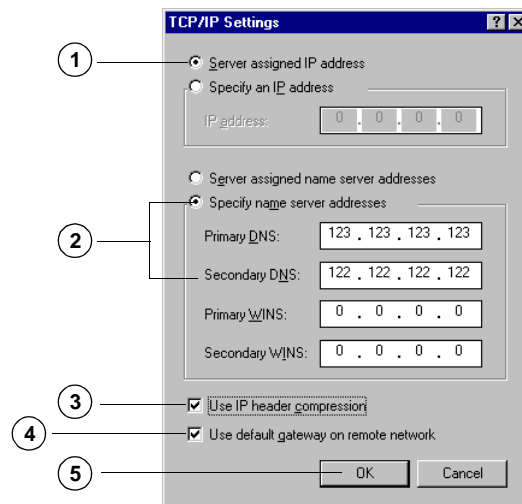 TCP/IP Settings
1
Server assigned IP address
Specify an IP address
IP address: 0 . 0 . 0 . 0
Server assigned name server addresses
2
Specify name server addresses
Primary DNS: 123 . 123 . 123 . 123
Secondary DNS: 122 . 122 . 122 . 122
Primary WINS: 0 . 0 . 0 . 0
Secondary WINS: 0 . 0 . 0 . 0
3
Use IP header compression
4
Use default gateway on remote network
5
OK Cancel